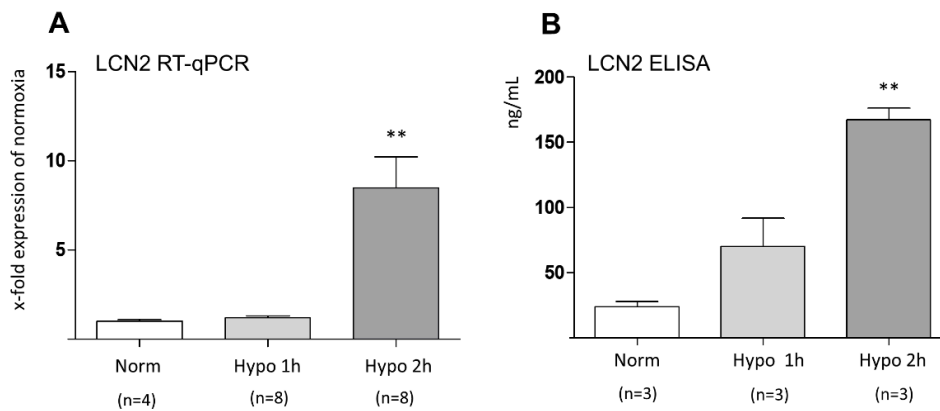 A
LCN2 RT-qPCR
x-fold expression of normoxia
15
10
5
**
Norm Hypo 1h Hypo 2h
(n=4) (n=8) (n=8)
B
LCN2 ELISA
ng/mL
200
150
100
50
**
Norm Hypo 1h Hypo 2h
(n=3) (n=3) (n=3)